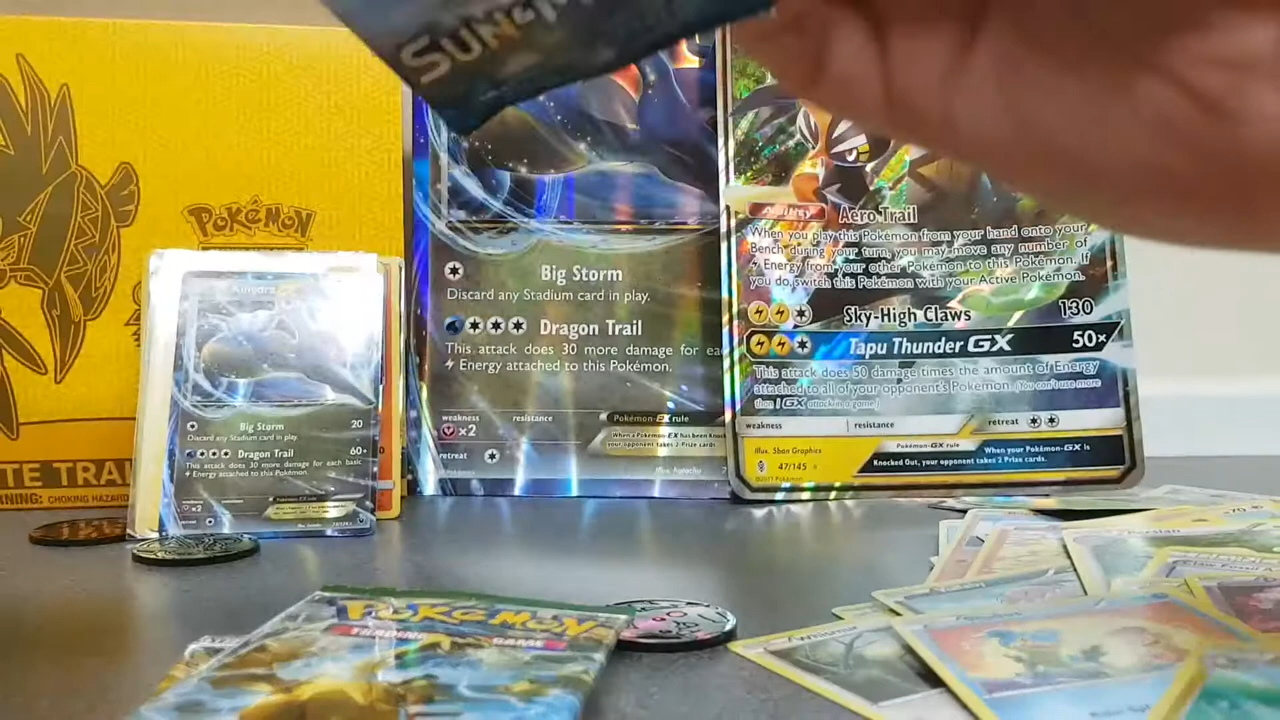 SUN&M
POKéMON
TE TRAI
RNING: CHOKING HAZARD
Big Storm 20
Discard any Stadium card in play.
Dragon Trail 60+
This attack does 30 more damage for each basic
Energy attached to this Pokémon.
×2
Big Storm
Discard any Stadium card in play.
Dragon Trail
This attack does 30 more damage for ea
Energy attached to this Pokémon.
weakness resistance
×2
Pokémon-EX rule
When a Pokémon-EX has been Knock
your opponent takes 2 Prize cards.
retreat
Ability Aero Trail
When you play this Pokémon from your hand onto your
Bench during your turn, you may move any number of
Energy from your other Pokémon to this Pokémon. If
you do, switch this Pokémon with your Active Pokémon.
Sky-High Claws 130
Tapu Thunder GX 50×
This attack does 50 damage times the amount of Energy
attached to all of your opponent's Pokémon. (You can't use more
than 1 GX attack in a game.)
weakness resistance retreat
Illus. 5ban Graphics
47/145
©2017 Pokémon
Pokémon-GX rule
When your Pokémon-GX is
Knocked Out, your opponent takes 2 Prize cards.
POKéMON
TRADING
GAME